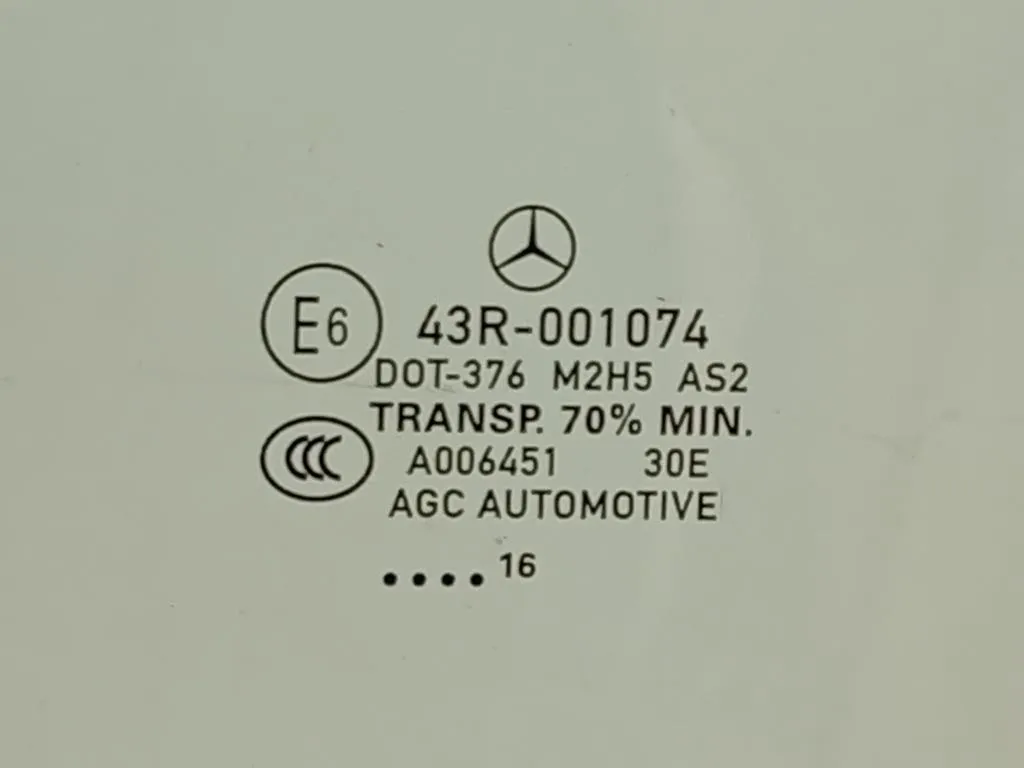 E6
43R-001074
DOT-376 M2H5 AS2
TRANSP. 70% MIN.
CCC
A006451 30E
AGC AUTOMOTIVE
....16